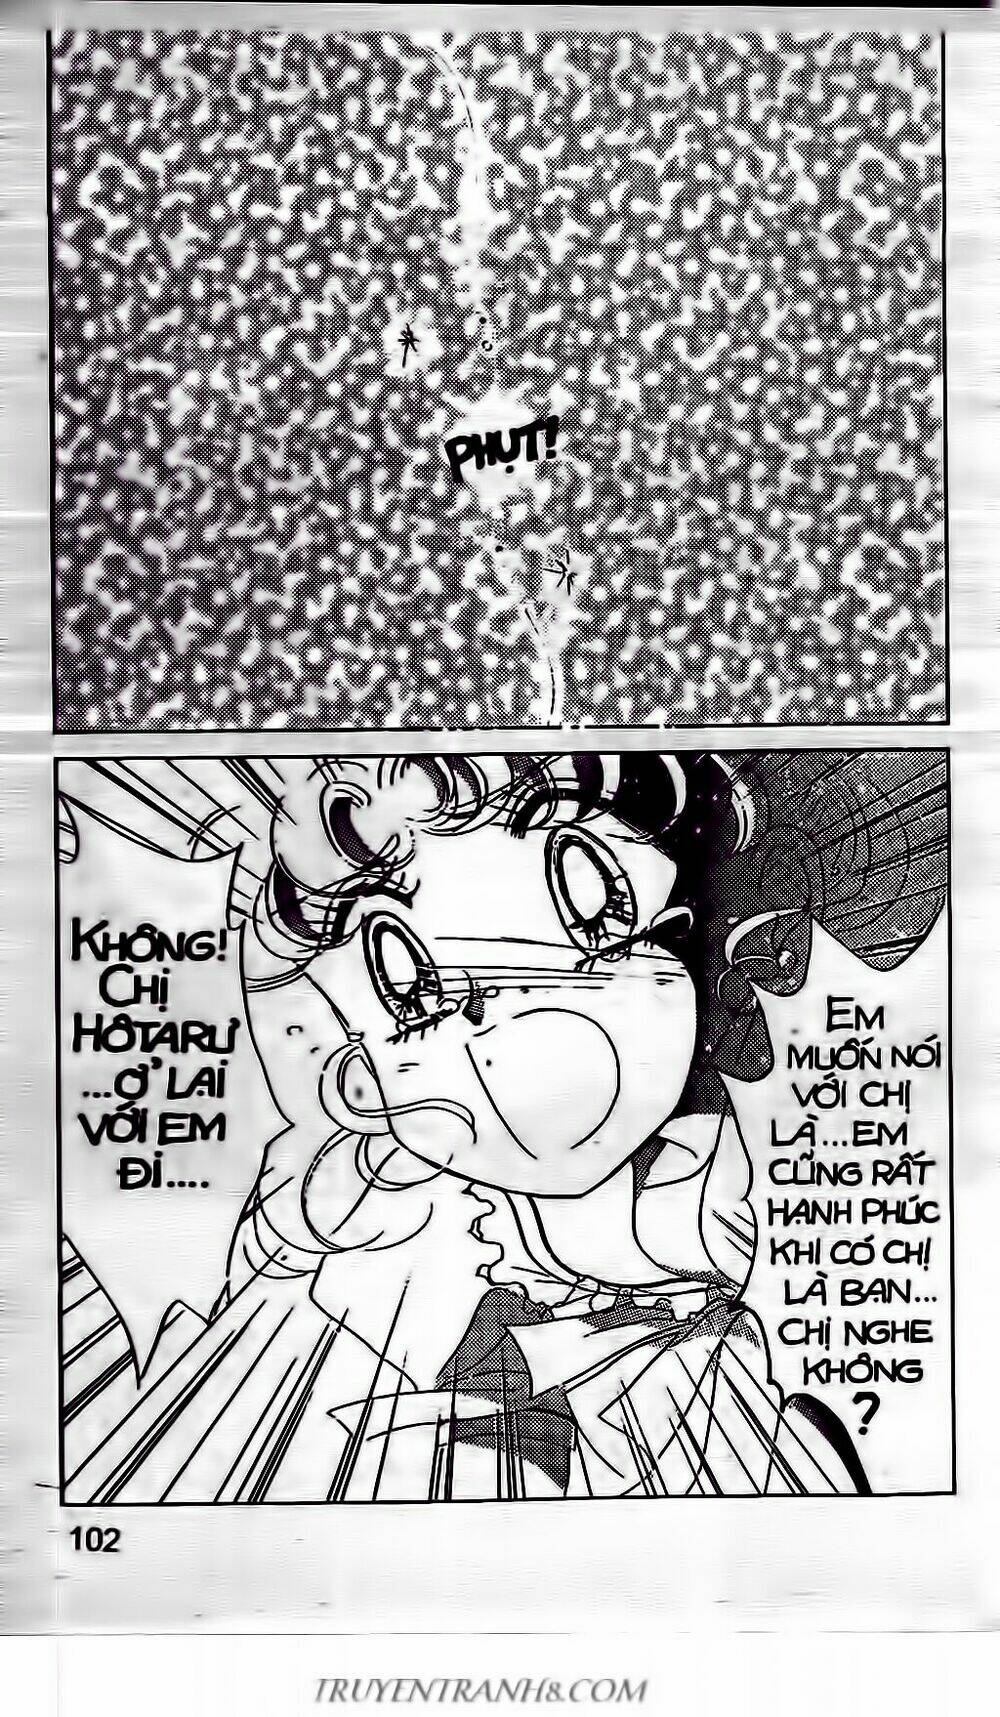 PHỤT!
KHÔNG!
CHỊ
HÔTARƯ
...Ở LẠI
VỚI EM
ĐI....
EM
MUỐN NÓI
VỚI CHỊ
LÀ...EM
CŨNG RẤT
HẠNH PHÚC
KHI CÓ CHỊ
LÀ BẠN...
CHỊ NGHE
KHÔNG
?
102
TRUYENTRANH8.COM